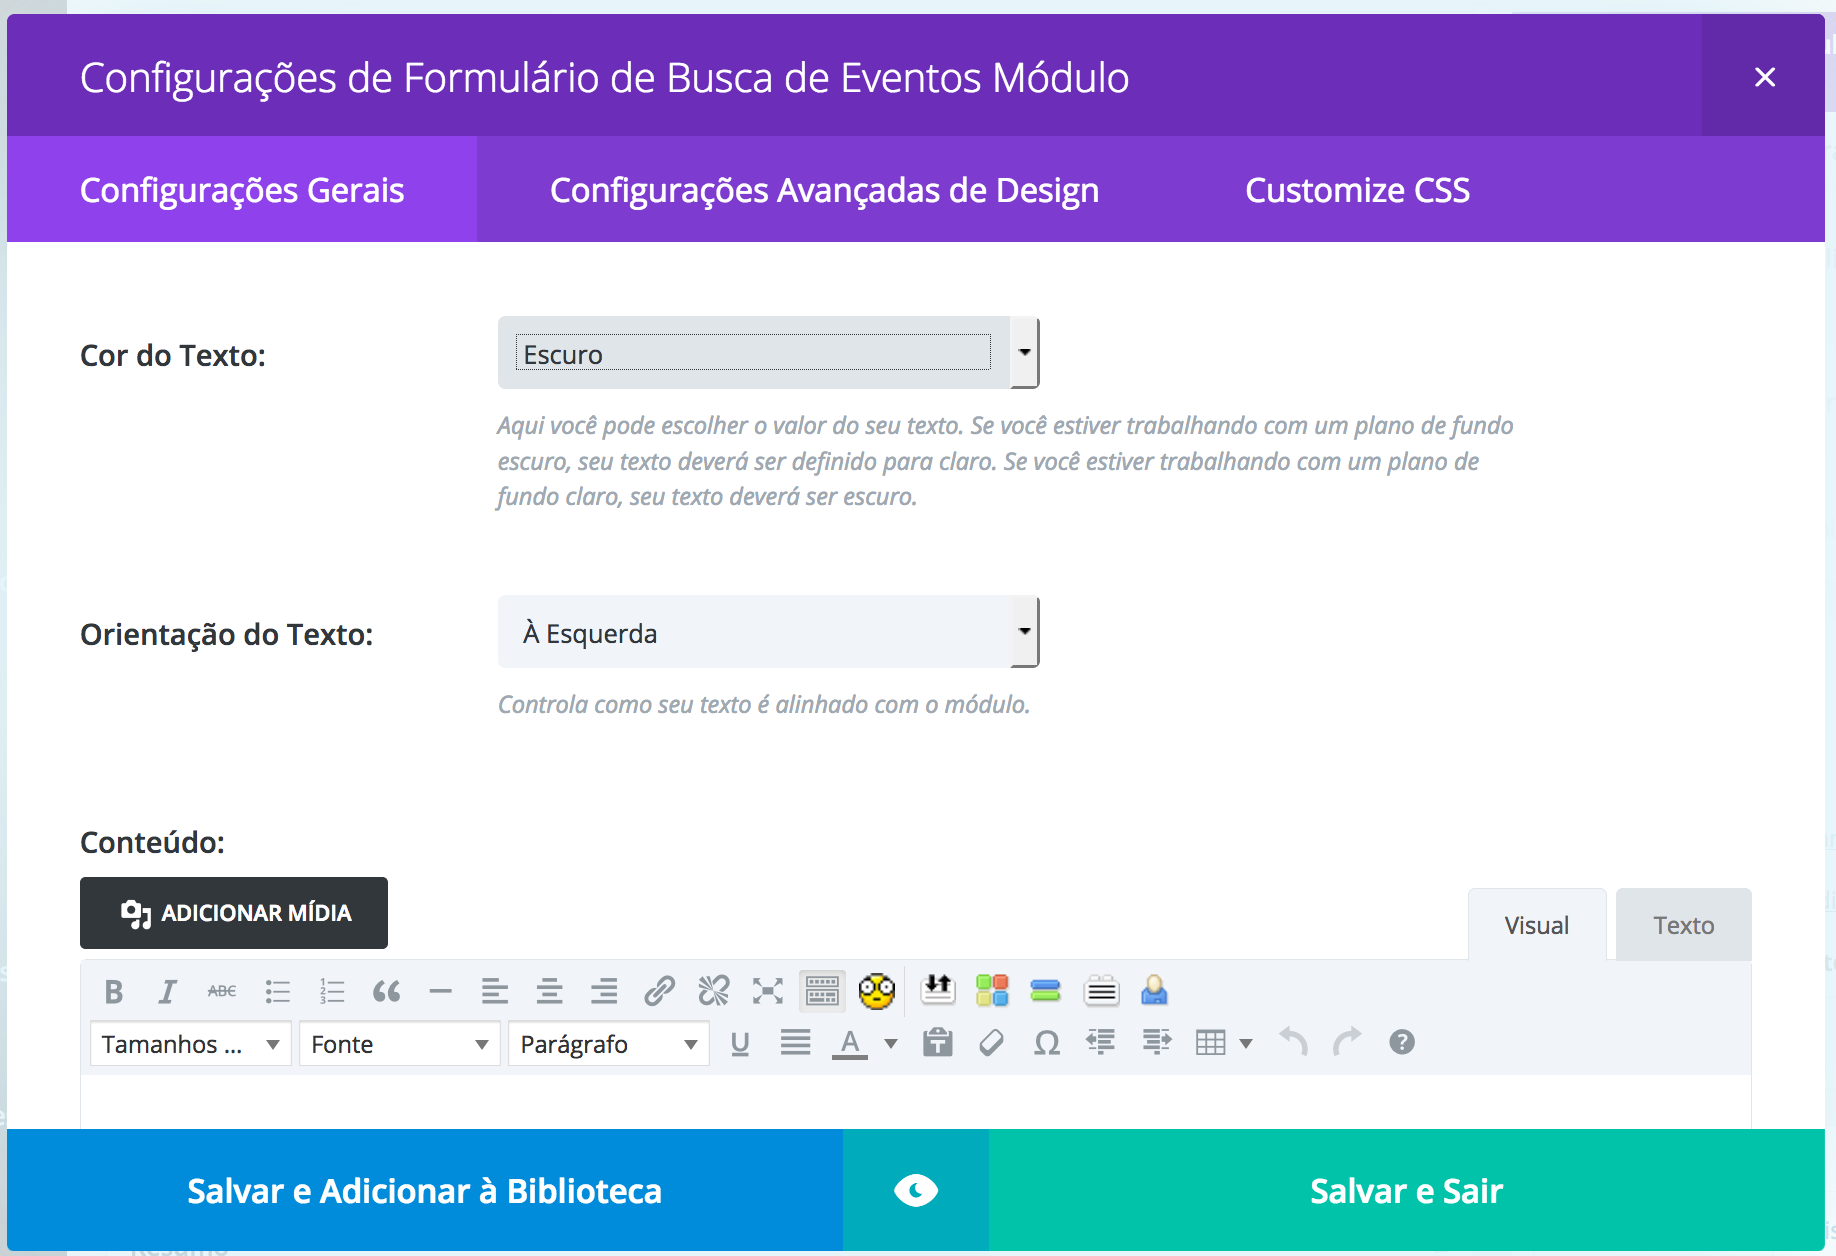 Configurações de Formulário de Busca de Eventos Módulo
Configurações Gerais
Configurações Avançadas de Design
Customize CSS
Cor do Texto:
Escuro
Aqui você pode escolher o valor do seu texto. Se você estiver trabalhando com um plano de fundo
escuro, seu texto deverá ser definido para claro. Se você estiver trabalhando com um plano de
fundo claro, seu texto deverá ser escuro.
Orientação do Texto:
À Esquerda
Controla como seu texto é alinhado com o módulo.
Conteúdo:
ADICIONAR MÍDIA
Visual
Texto
B I ABC
Tamanhos ...
Fonte
Parágrafo
U A T Ω ?
Salvar e Adicionar à Biblioteca
Salvar e Sair
Resumo